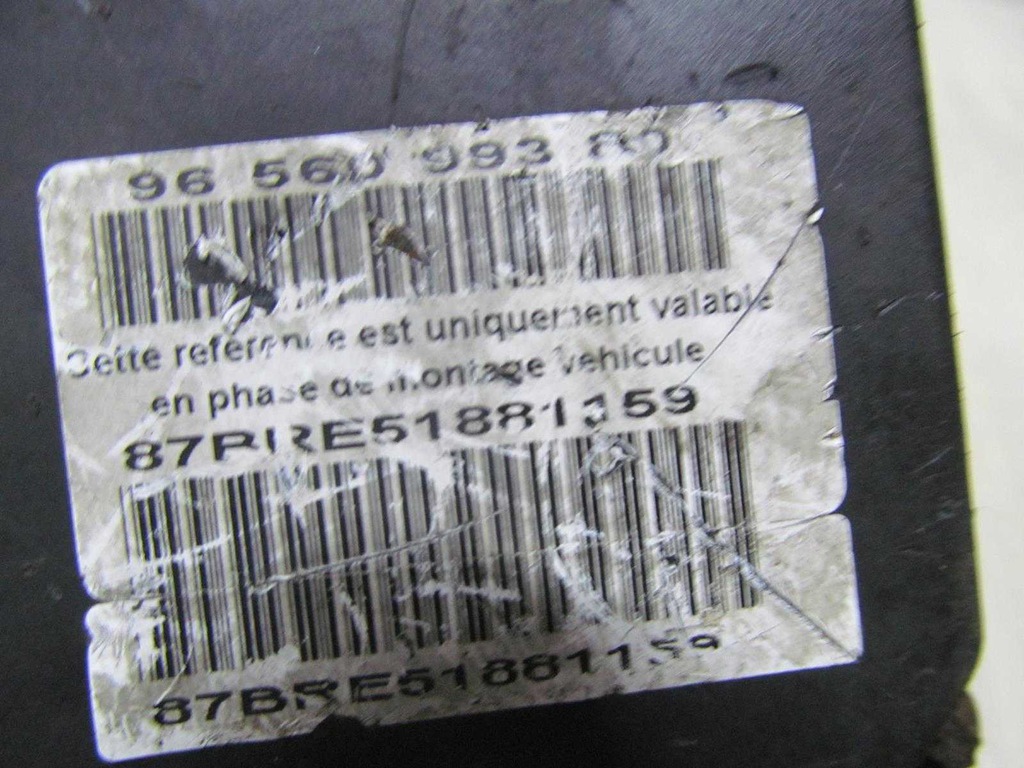 96 560 993 80
Cette reference est uniquement valable
en phase de montage vehicule
87BRE51881159
87BRE51881159